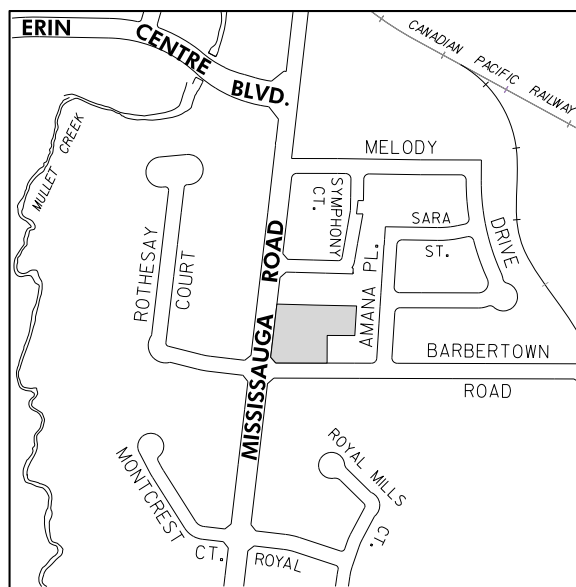 ERIN
CENTRE BLVD.
CANADIAN PACIFIC RAILWAY
MULLET CREEK
MELODY
DRIVE
SYMPHONY
CT.
SARA
ST.
ROTHESAY
COURT
MISSISSAUGA ROAD
AMANA PL.
BARBERTOWN
ROAD
MONTCREST
CT.
ROYAL MILLS
CT.
ROYAL